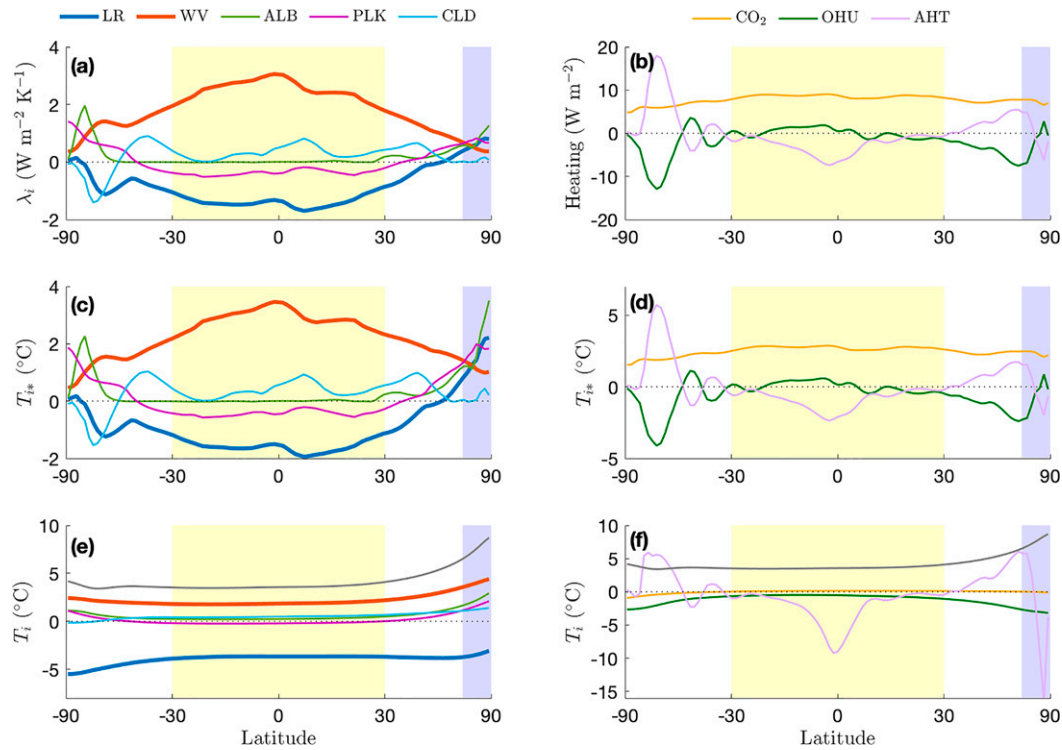 LR WV ALB PLK CLD
CO₂ OHU AHT
(a)
λᵢ (W m⁻² K⁻¹)
4
2
0
-2
-90 -30 0 30 90
(b)
Heating (W m⁻²)
20
10
0
-10
-20
-90 -30 0 30 90
(c)
Tᵢ* (°C)
4
2
0
-2
-90 -30 0 30 90
(d)
Tᵢ* (°C)
5
0
-5
-90 -30 0 30 90
(e)
Tᵢ (°C)
10
5
0
-5
-90 -30 0 30 90
Latitude
(f)
Tᵢ (°C)
10
5
0
-5
-10
-15
-90 -30 0 30 90
Latitude